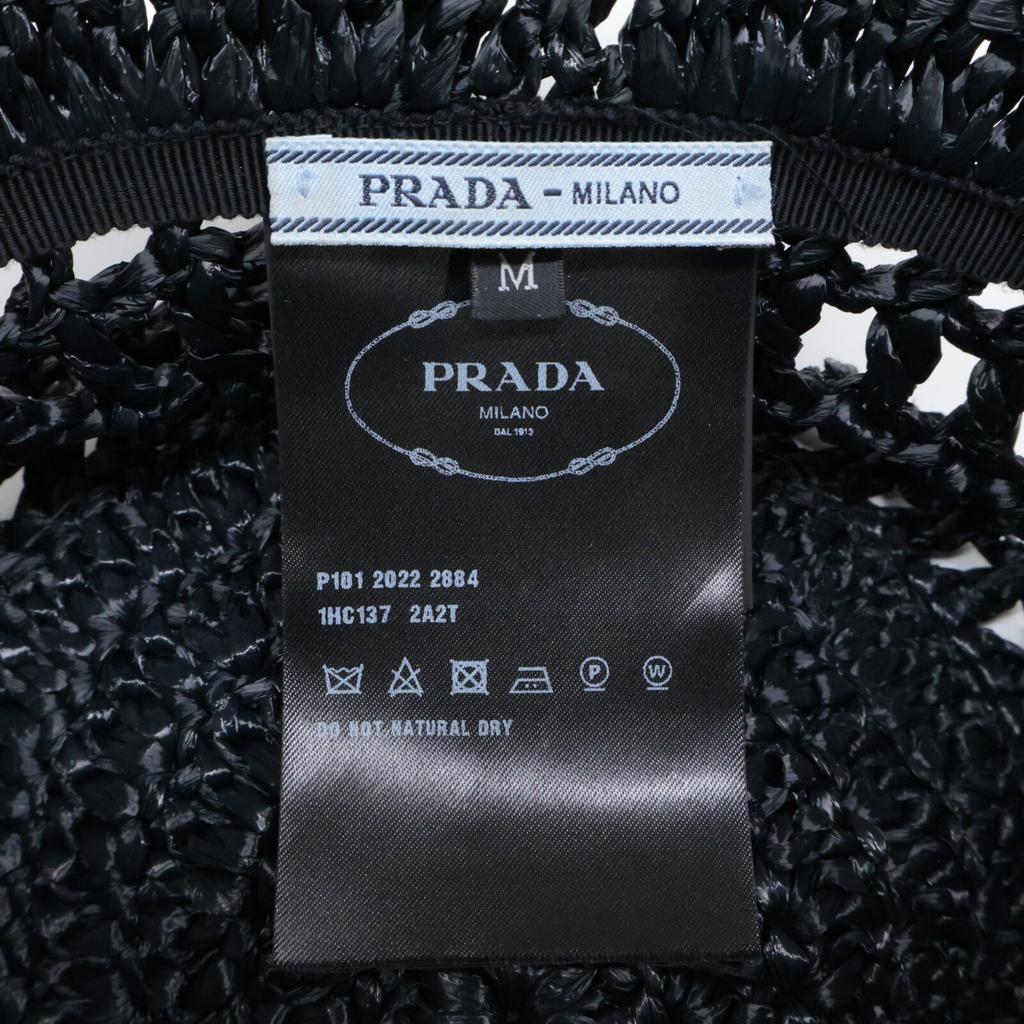 PRADA - MILANO
M
PRADA
MILANO
DAL 1913
P101 2022 2884
1HC137 2A2T
P W
DO NOT NATURAL DRY